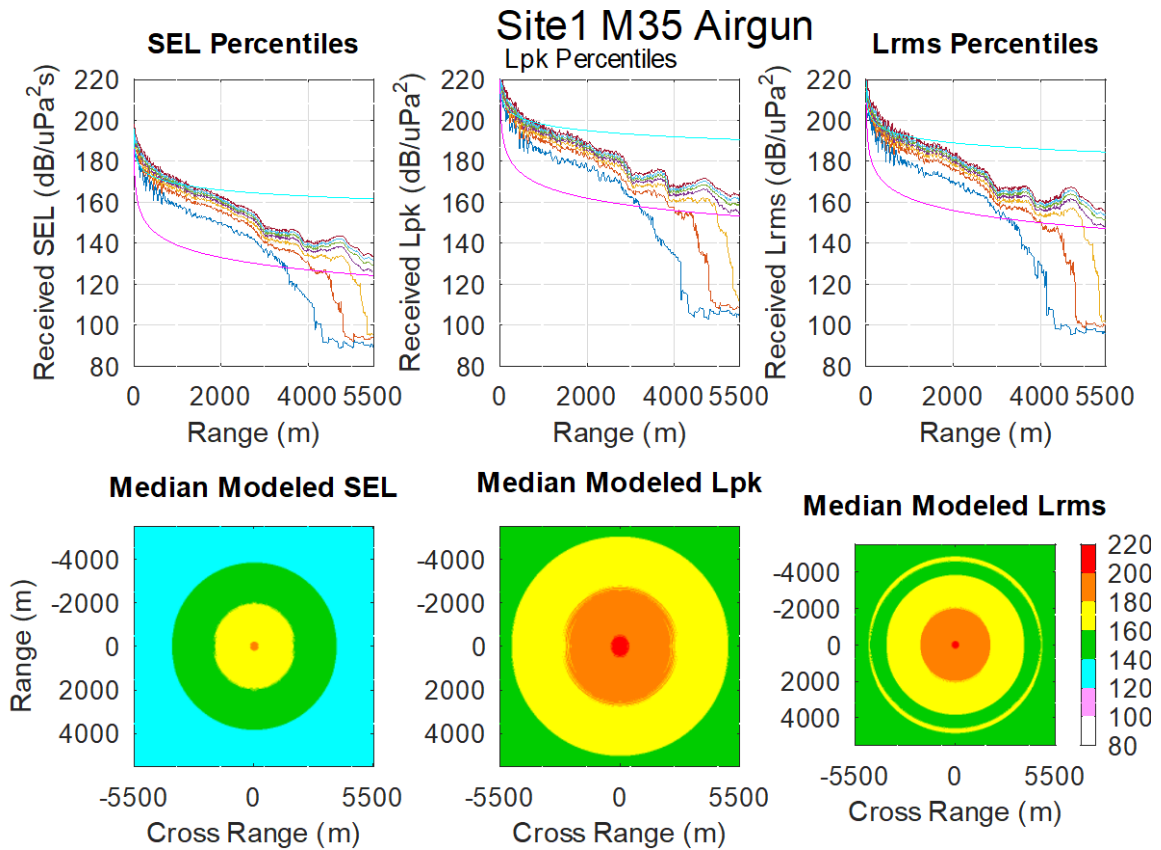 Site1 M35 Airgun
SEL Percentiles
Lpk Percentiles
Lrms Percentiles
Received SEL (dB/uPa²s)
220
200
180
160
140
120
100
80
0 2000 4000 5500
Range (m)
Received Lpk (dB/uPa²)
220
200
180
160
140
120
100
80
0 2000 4000 5500
Range (m)
Received Lrms (dB/uPa²)
220
200
180
160
140
120
100
80
0 2000 4000 5500
Range (m)
Median Modeled SEL
Range (m)
-4000
-2000
0
2000
4000
-5500 0 5500
Cross Range (m)
Median Modeled Lpk
-4000
-2000
0
2000
4000
-5500 0 5500
Cross Range (m)
Median Modeled Lrms
-4000
-2000
0
2000
4000
-5500 0 5500
Cross Range (m)
220
200
180
160
140
120
100
80